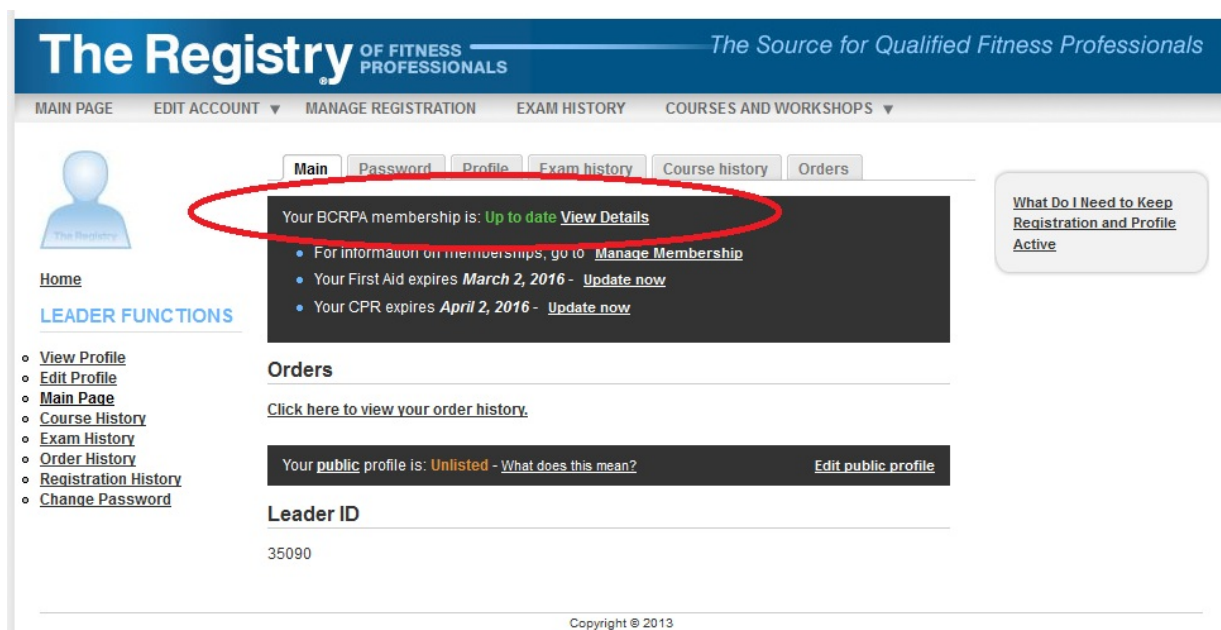 The Registry® OF FITNESS PROFESSIONALS
The Source for Qualified Fitness Professionals
MAIN PAGE EDIT ACCOUNT ▼ MANAGE REGISTRATION EXAM HISTORY COURSES AND WORKSHOPS ▼
The Registry
Home
LEADER FUNCTIONS
View Profile
Edit Profile
Main Page
Course History
Exam History
Order History
Registration History
Change Password
Main Password Profile Exam history Course history Orders
Your BCRPA membership is: Up to date View Details
For information on memberships, go to Manage Membership
Your First Aid expires March 2, 2016 - Update now
Your CPR expires April 2, 2016 - Update now
Orders
Click here to view your order history.
Your public profile is: Unlisted - What does this mean? Edit public profile
Leader ID
35090
What Do I Need to Keep
Registration and Profile
Active
Copyright © 2013